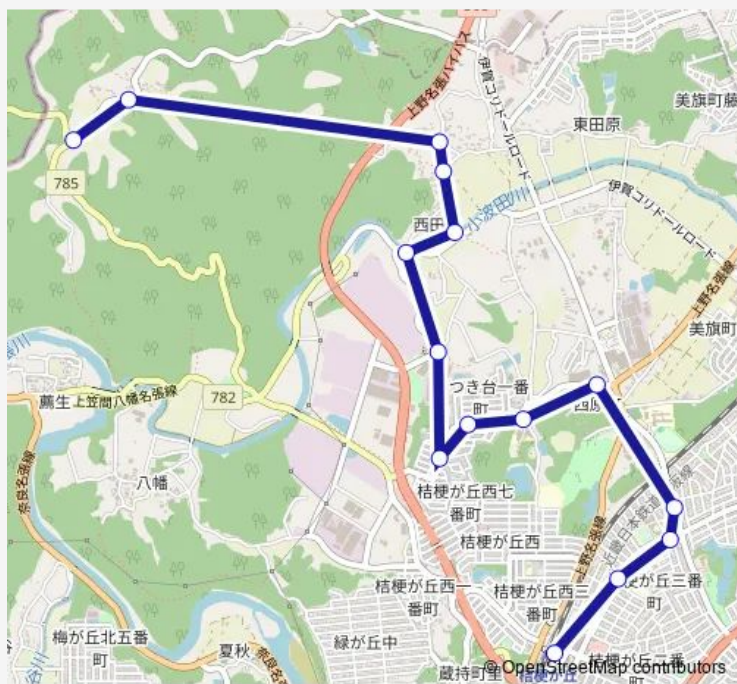 上野名張バイパス
伊賀コリドールロード
美旗町藤
東田原
785
伊賀コリドールロード
小波田川
西田
上野名張線
美旗町
782
上笠間八幡名張線
薦生
つき台一番
町
西原
奈良名張線
八幡
桔梗が丘西七
番町
近畿日本鉄道
桔梗が丘西
上野名張線
桔梗が丘西一
番町
桔梗が丘西三
番町
が丘三番
町
梅が丘北五番
町
夏秋
緑が丘中
蔵持町里
桔梗が丘二番
町
桔梗が丘
© OpenStreetMap contributors